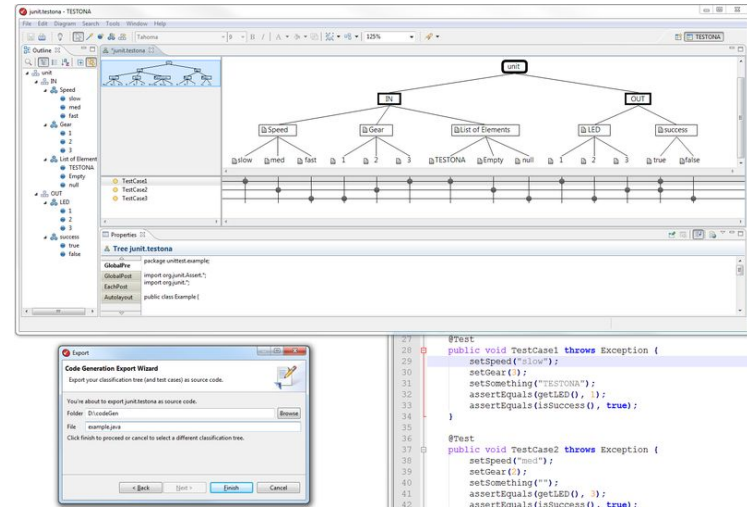 junit.testona - TESTONA
File Edit Diagram Search Tools Window Help
Tahoma 8 B I A 125% TESTONA
Outline
*junit.testona
unit
IN
Speed
slow
med
fast
Gear
1
2
3
List of Element
TESTONA
Empty
null
OUT
LED
1
2
3
success
true
false
unit
IN OUT
Speed Gear List of Elements LED success
slow med fast 1 2 3 TESTONA Empty null 1 2 3 true false
TestCase1
TestCase2
TestCase3
Properties
Tree junit.testona
GlobalPre
GlobalPost
EachPost
Autolayout
package unittest.example;
import org.junit.Assert.*;
import org.junit.*;
public class Example {
Export
Code Generation Export Wizard
Export your classification tree (and test cases) as source code.
You're about to export junit.testona as source code.
Folder D:\codeGen Browse
File example.java
Click finish to proceed or cancel to select a different classification tree.
< Back Next > Finish Cancel
27 @Test
28 public void TestCase1 throws Exception {
29 setSpeed("slow");
30 setGear(3);
31 setSomething("TESTONA");
32 assertEquals(getLED(), 1);
33 assertEquals(isSuccess(), true);
34 }
35
36 @Test
37 public void TestCase2 throws Exception {
38 setSpeed("med");
39 setGear(2);
40 setSomething("");
41 assertEquals(getLED(), 3);
42 assertEquals(isSuccess(), true);